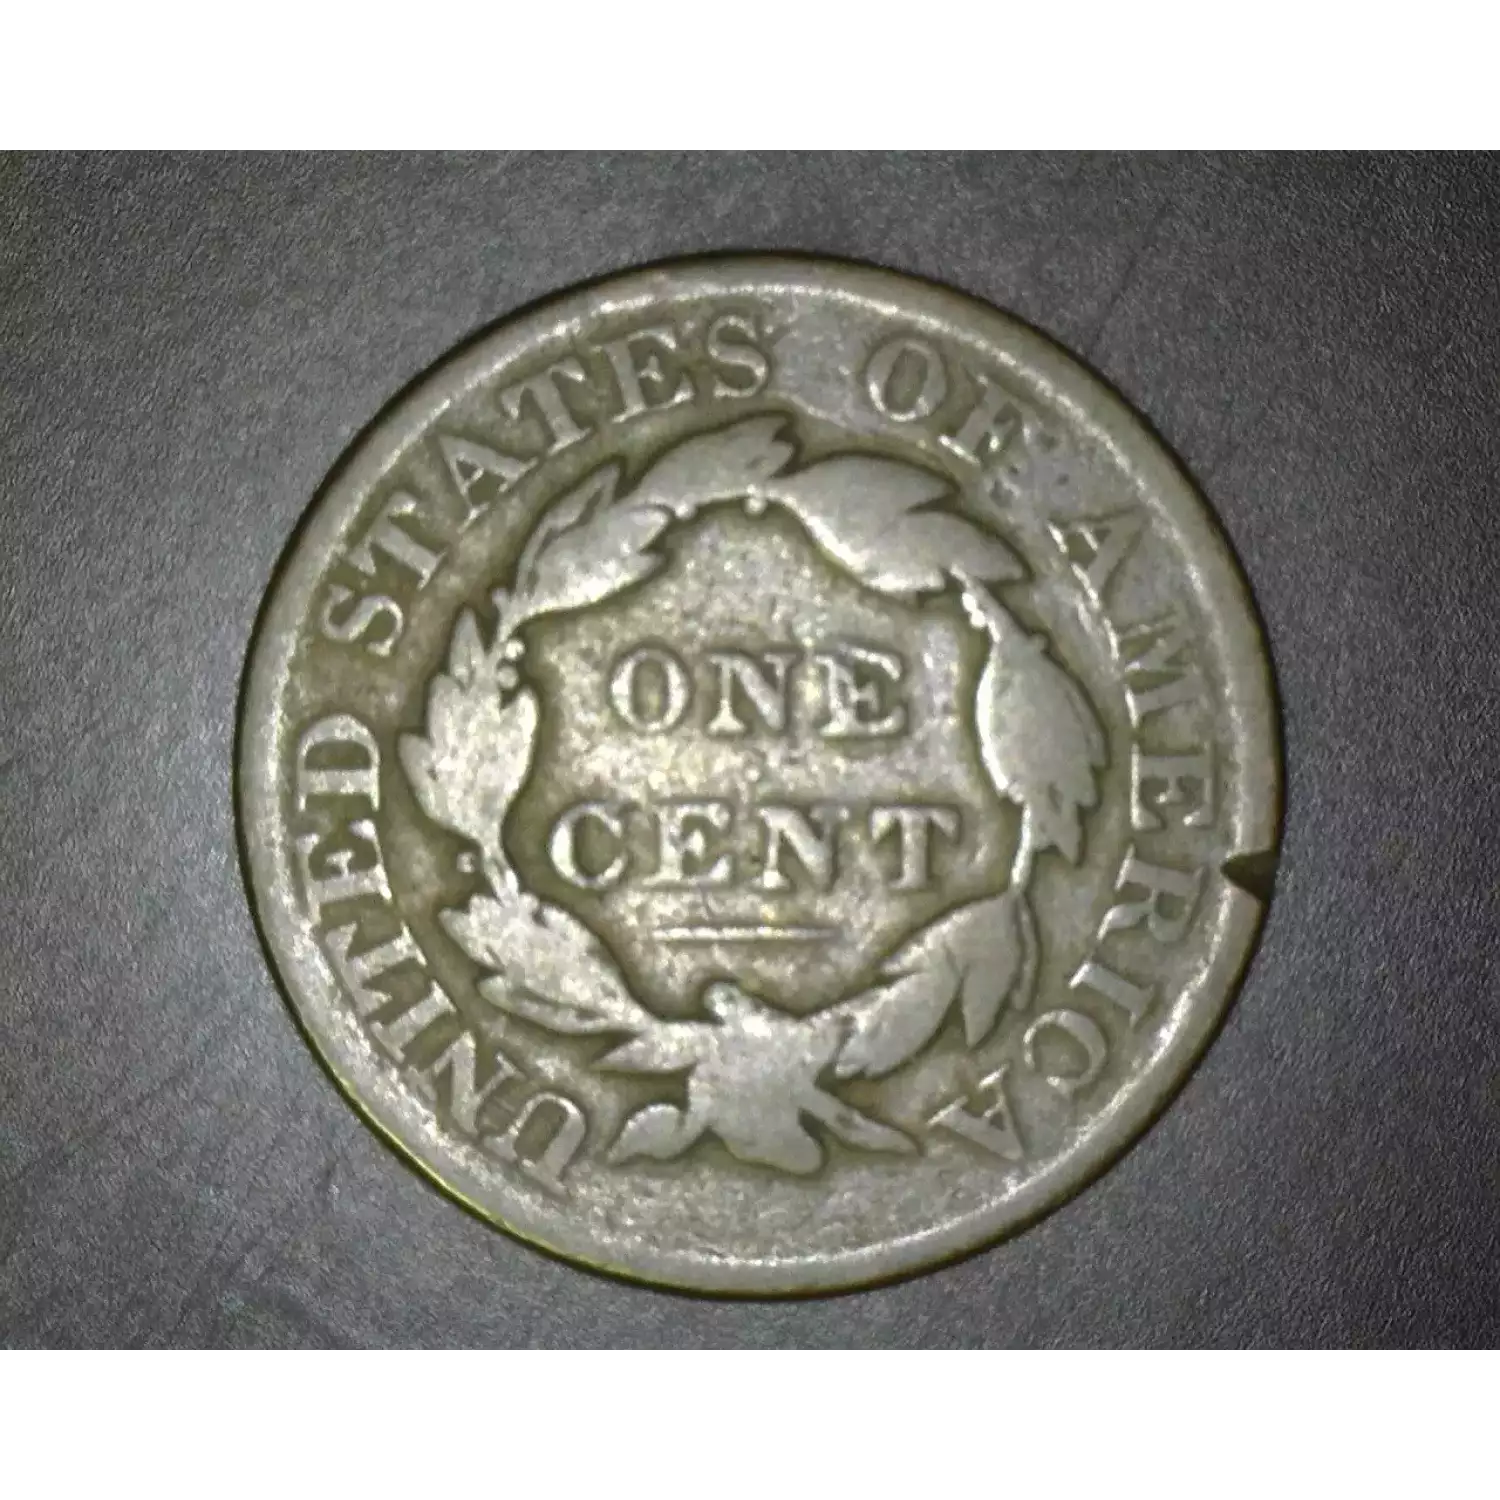 UNITED STATES OF AMERICA
ONE
CENT